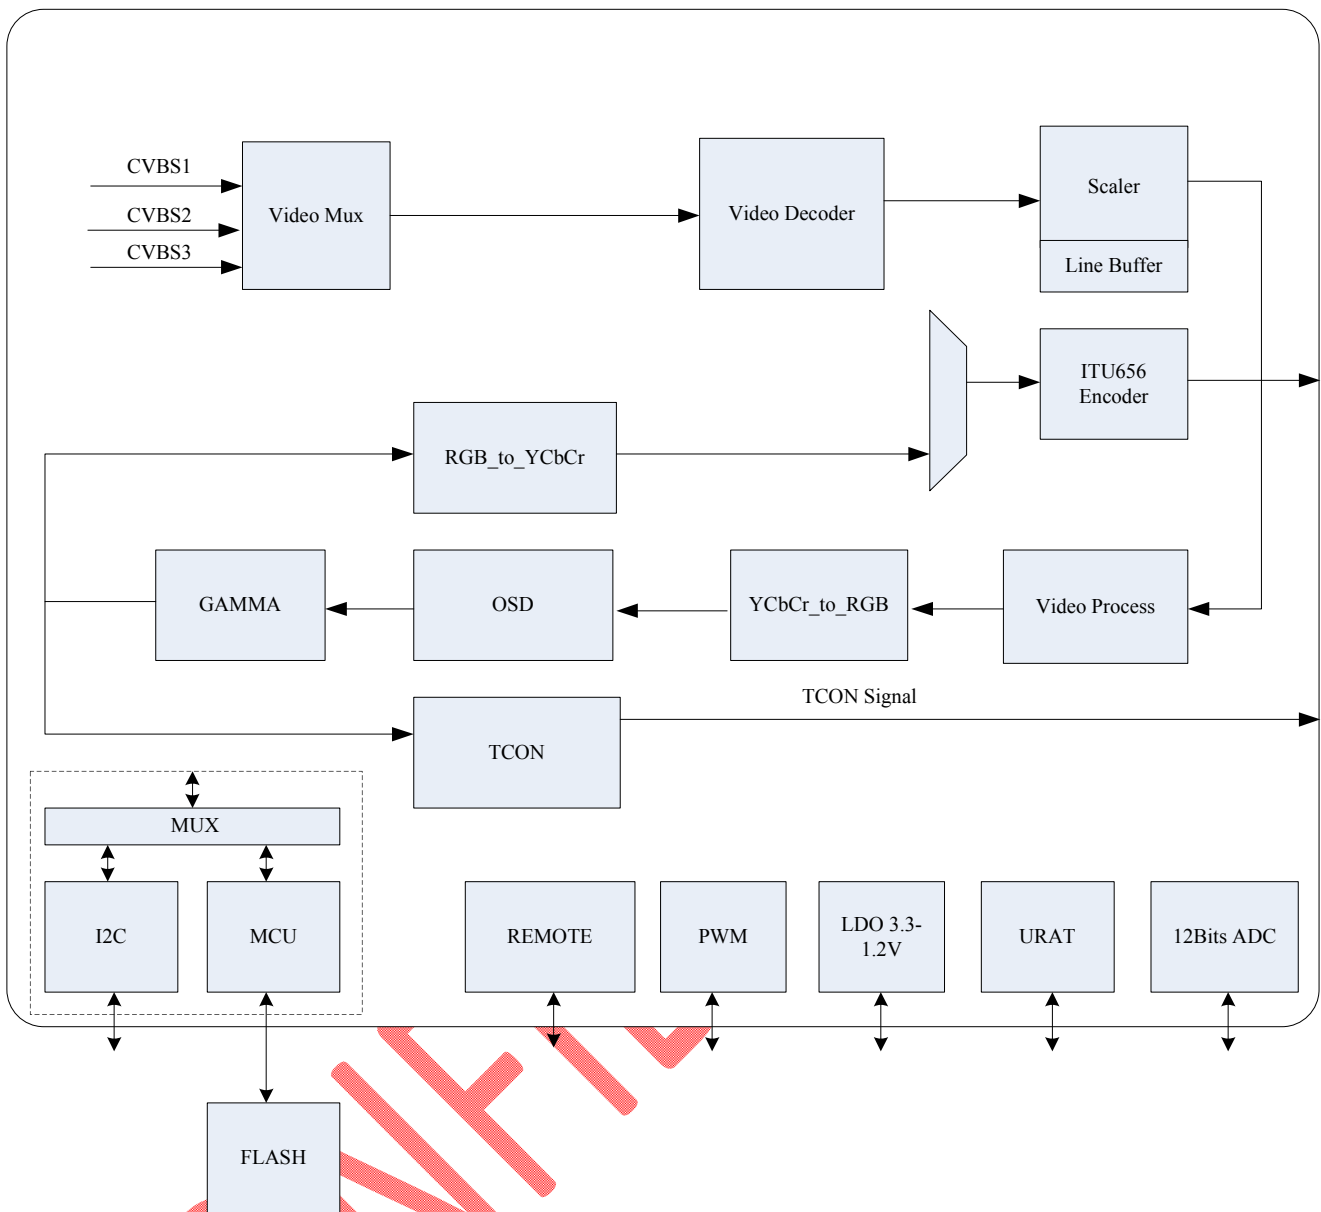 CVBS1
CVBS2
CVBS3
Video Mux
Video Decoder
Scaler
Line Buffer
ITU656
Encoder
RGB_to_YCbCr
GAMMA
OSD
YCbCr_to_RGB
Video Process
TCON Signal
TCON
MUX
I2C
MCU
REMOTE
PWM
LDO 3.3-
1.2V
URAT
12Bits ADC
FLASH